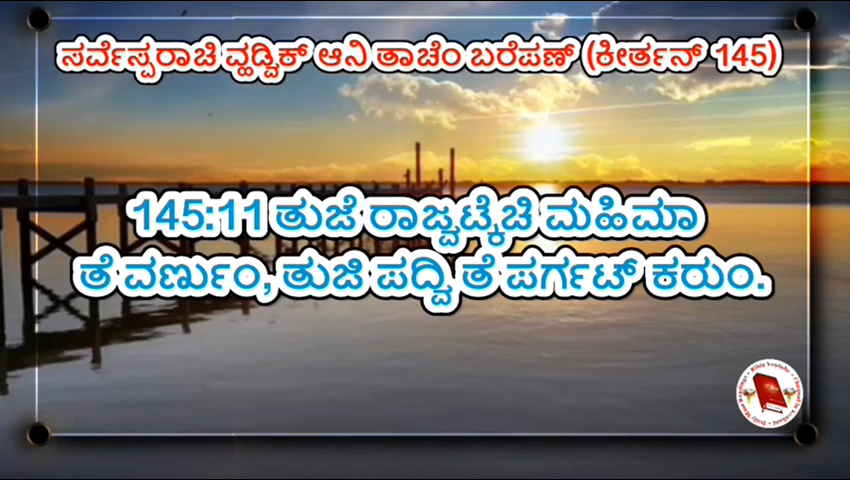 ಸರ್ವೆಸ್ಪರಾಚಿ ವ್ಹಡ್ವಿಕ್ ಆನಿ ತಾಚೆಂ ಬರೆಪಣ್ (ಕೀರ್ತನ್ 145)
145:11 ತುಜೆ ರಾಜ್ವಟ್ಕೆಚಿ ಮಹಿಮಾ
ತೆ ವರ್ಣುಂ, ತುಜಿ ಪದ್ವಿ ತೆ ಪರ್ಗಟ್ ಕರುಂ.